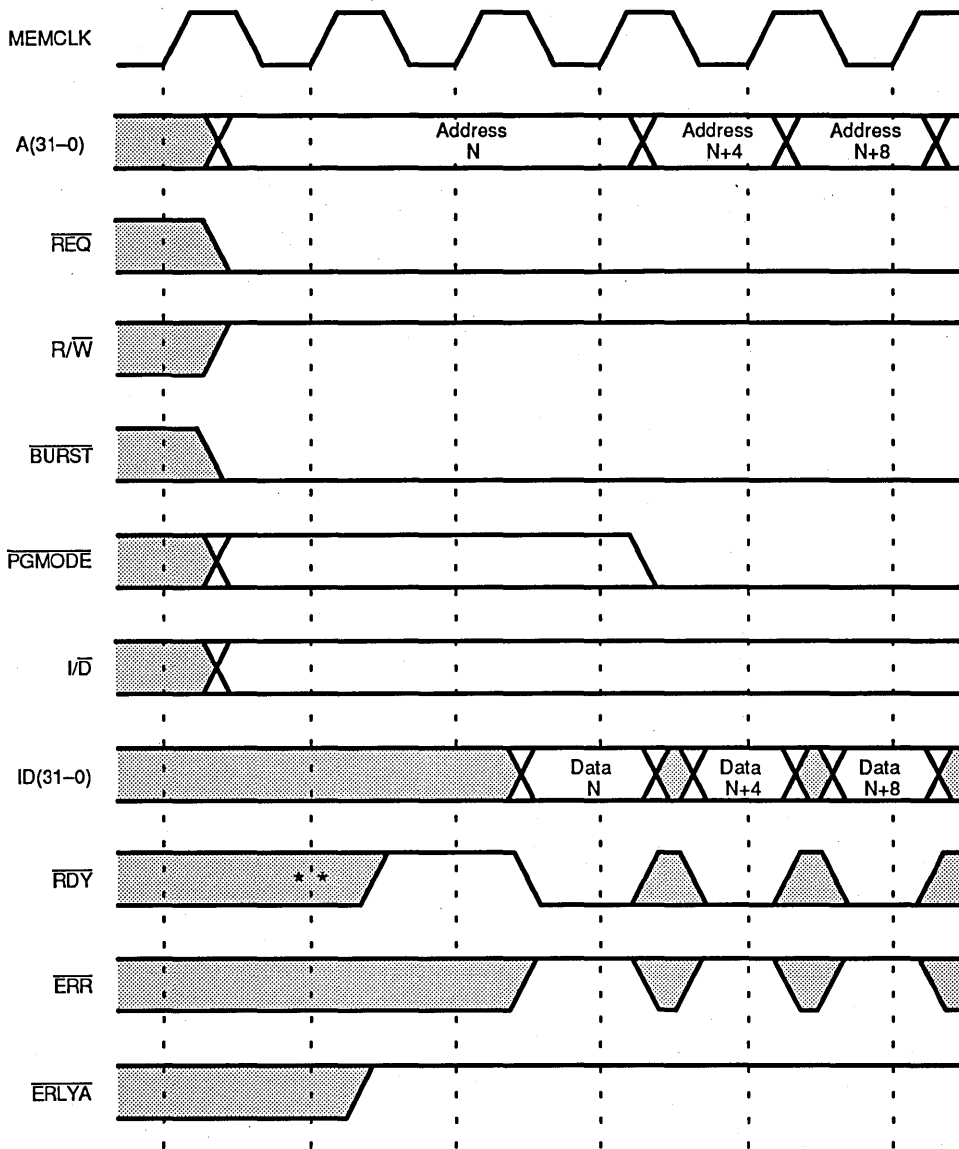 MEMCLK
A(31–0)
Address
N
Address
N+4
Address
N+8
REQ
R/W
BURST
PGMODE
I/D
ID(31–0)
Data
N
Data
N+4
Data
N+8
RDY
* *
ERR
ERLYA